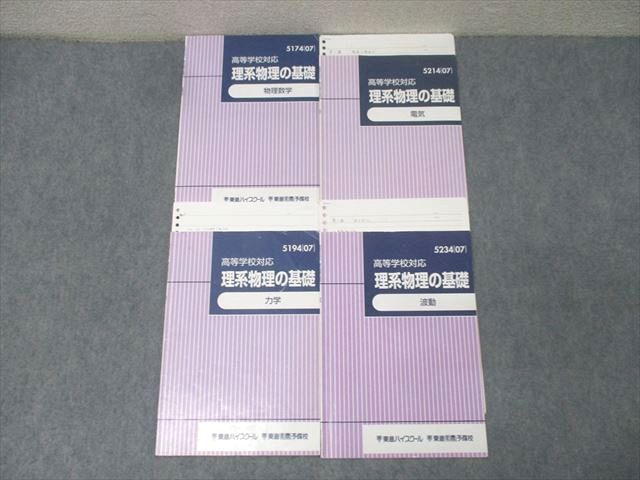 5174(07)
高等学校対応
理系物理の基礎
物理数学
東進ハイスクール 東進衛星予備校
5214(07)
高等学校対応
理系物理の基礎
電気
5194(07)
高等学校対応
理系物理の基礎
力学
東進ハイスクール 東進衛星予備校
5234(07)
高等学校対応
理系物理の基礎
波動
東進ハイスクール 東進衛星予備校